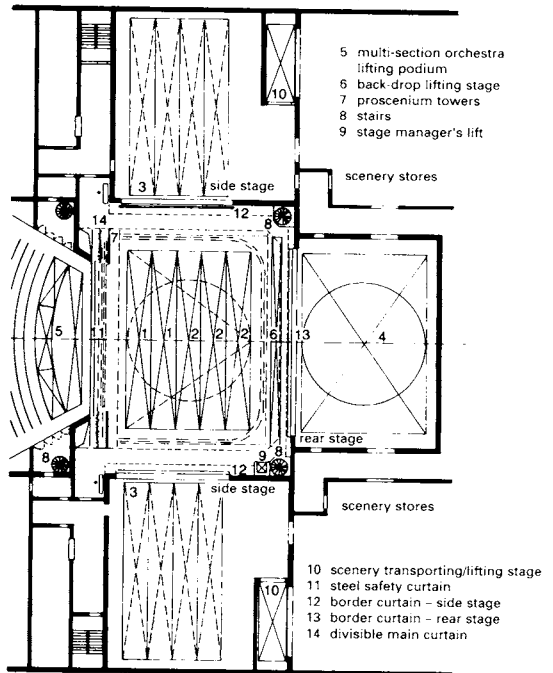 5 multi-section orchestra
lifting podium
6 back-drop lifting stage
7 proscenium towers
8 stairs
9 stage manager's lift
10
scenery stores
3
side stage
12
8
14
7
5
11
1
1
2
2
2
6
13
4
rear stage
8
9
8
12
3
side stage
scenery stores
10
10 scenery transporting/lifting stage
11 steel safety curtain
12 border curtain – side stage
13 border curtain – rear stage
14 divisible main curtain